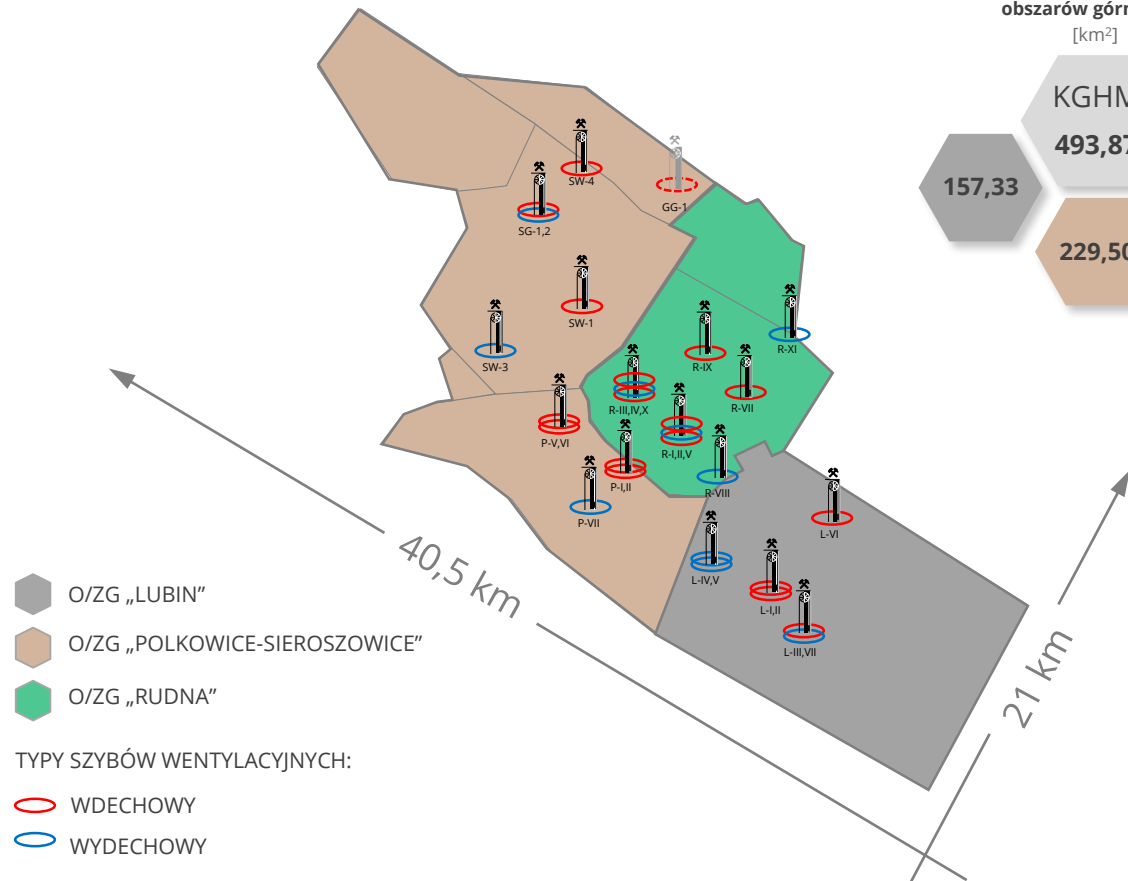 obszarów górn
[km²]
KGHM
493,87
157,33
229,50
SW-4
GG-1
SG-1,2
SW-1
SW-3
R-XI
R-IX
R-VII
R-III,IV,X
P-V,VI
R-I,II,V
P-I,II
R-VIII
P-VII
L-VI
L-IV,V
L-I,II
L-III,VII
40,5 km
21 km
O/ZG „LUBIN”
O/ZG „POLKOWICE-SIEROSZOWICE”
O/ZG „RUDNA”
TYPY SZYBÓW WENTYLACYJNYCH:
WDECHOWY
WYDECHOWY